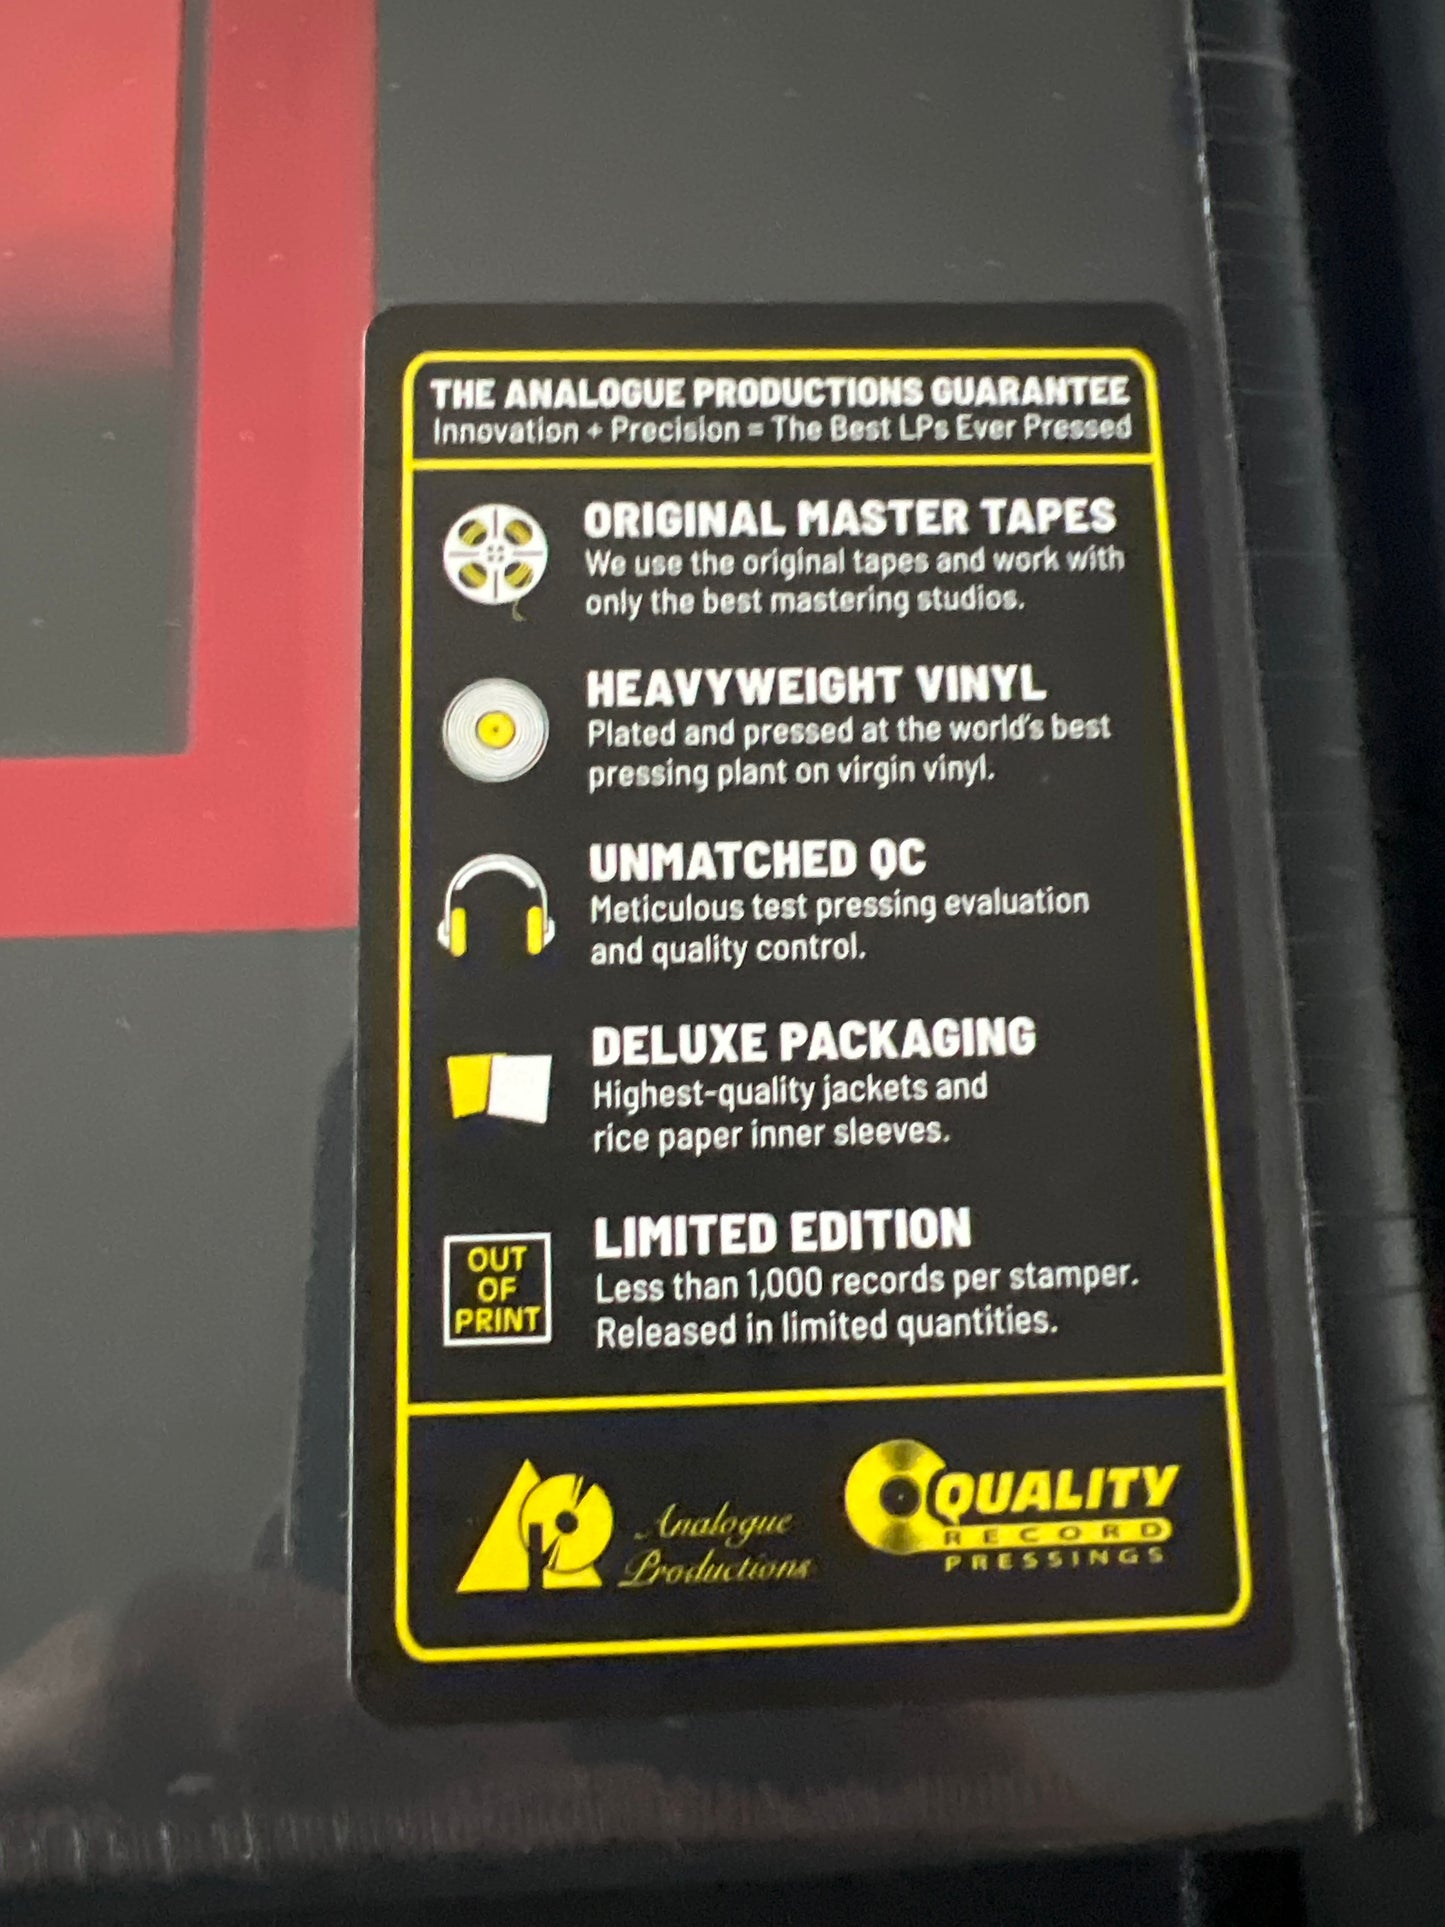 THE ANALOGUE PRODUCTIONS GUARANTEE
Innovation + Precision = The Best LPs Ever Pressed
ORIGINAL MASTER TAPES
We use the original tapes and work with
only the best mastering studios.
HEAVYWEIGHT VINYL
Plated and pressed at the world's best
pressing plant on virgin vinyl.
UNMATCHED QC
Meticulous test pressing evaluation
and quality control.
DELUXE PACKAGING
Highest-quality jackets and
rice paper inner sleeves.
OUT
OF
PRINT
LIMITED EDITION
Less than 1,000 records per stamper.
Released in limited quantities.
Analogue
Productions
QUALITY
RECORD
PRESSINGS